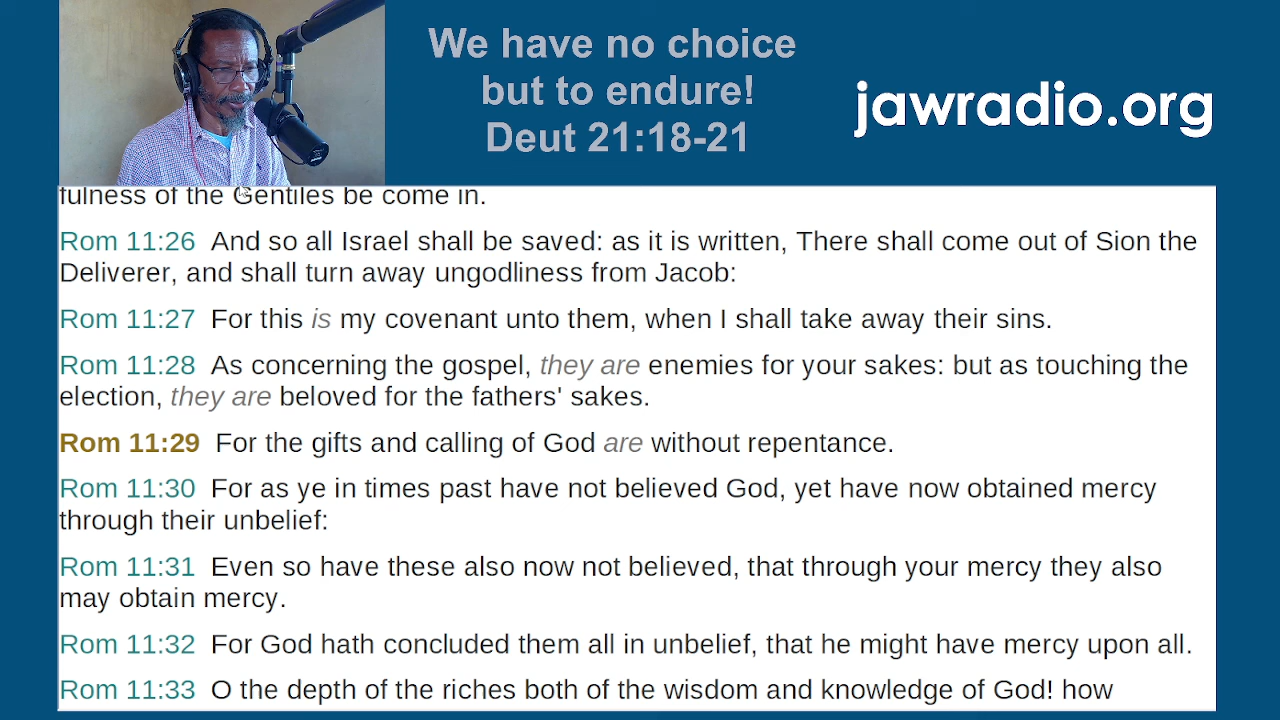 We have no choice
but to endure!
Deut 21:18-21
jawradio.org
fulness of the Gentiles be come in.
Rom 11:26 And so all Israel shall be saved: as it is written, There shall come out of Sion the
Deliverer, and shall turn away ungodliness from Jacob:
Rom 11:27 For this is my covenant unto them, when I shall take away their sins.
Rom 11:28 As concerning the gospel, they are enemies for your sakes: but as touching the
election, they are beloved for the fathers' sakes.
Rom 11:29 For the gifts and calling of God are without repentance.
Rom 11:30 For as ye in times past have not believed God, yet have now obtained mercy
through their unbelief:
Rom 11:31 Even so have these also now not believed, that through your mercy they also
may obtain mercy.
Rom 11:32 For God hath concluded them all in unbelief, that he might have mercy upon all.
Rom 11:33 O the depth of the riches both of the wisdom and knowledge of God! how